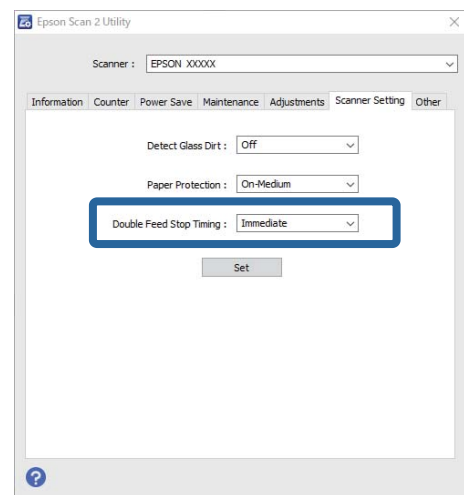 Epson Scan 2 Utility
Scanner : EPSON XXXXX
Information Counter Power Save Maintenance Adjustments Scanner Setting Other
Detect Glass Dirt : Off
Paper Protection : On-Medium
Double Feed Stop Timing : Immediate
Set
?